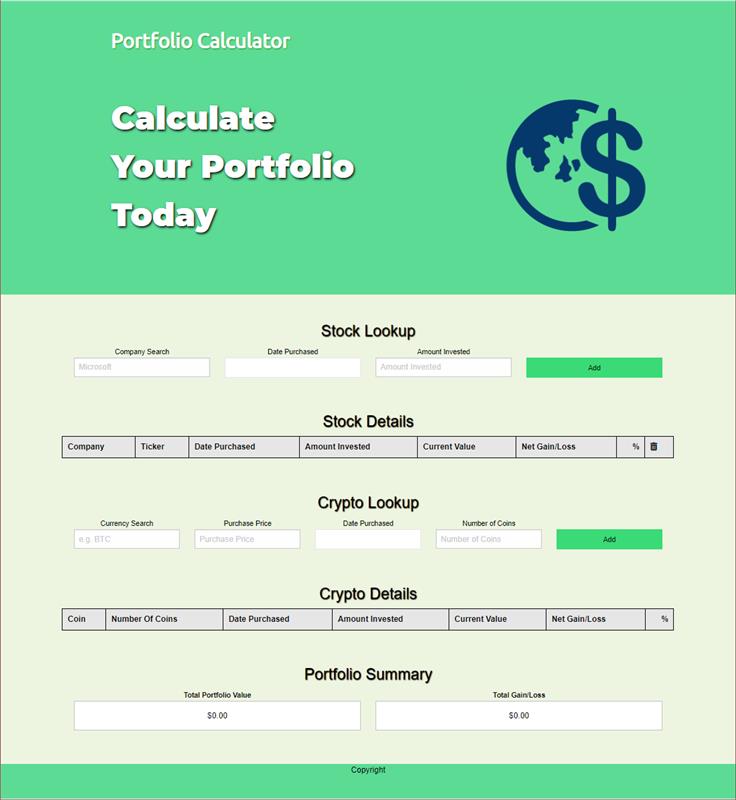 Portfolio Calculator
Calculate
Your Portfolio
Today
$
Stock Lookup
Company Search Date Purchased Amount Invested
Microsoft Amount Invested Add
Stock Details
Company Ticker Date Purchased Amount Invested Current Value Net Gain/Loss %
Crypto Lookup
Currency Search Purchase Price Date Purchased Number of Coins
e.g. BTC Purchase Price Number of Coins Add
Crypto Details
Coin Number Of Coins Date Purchased Amount Invested Current Value Net Gain/Loss %
Portfolio Summary
Total Portfolio Value Total Gain/Loss
$0.00 $0.00
Copyright